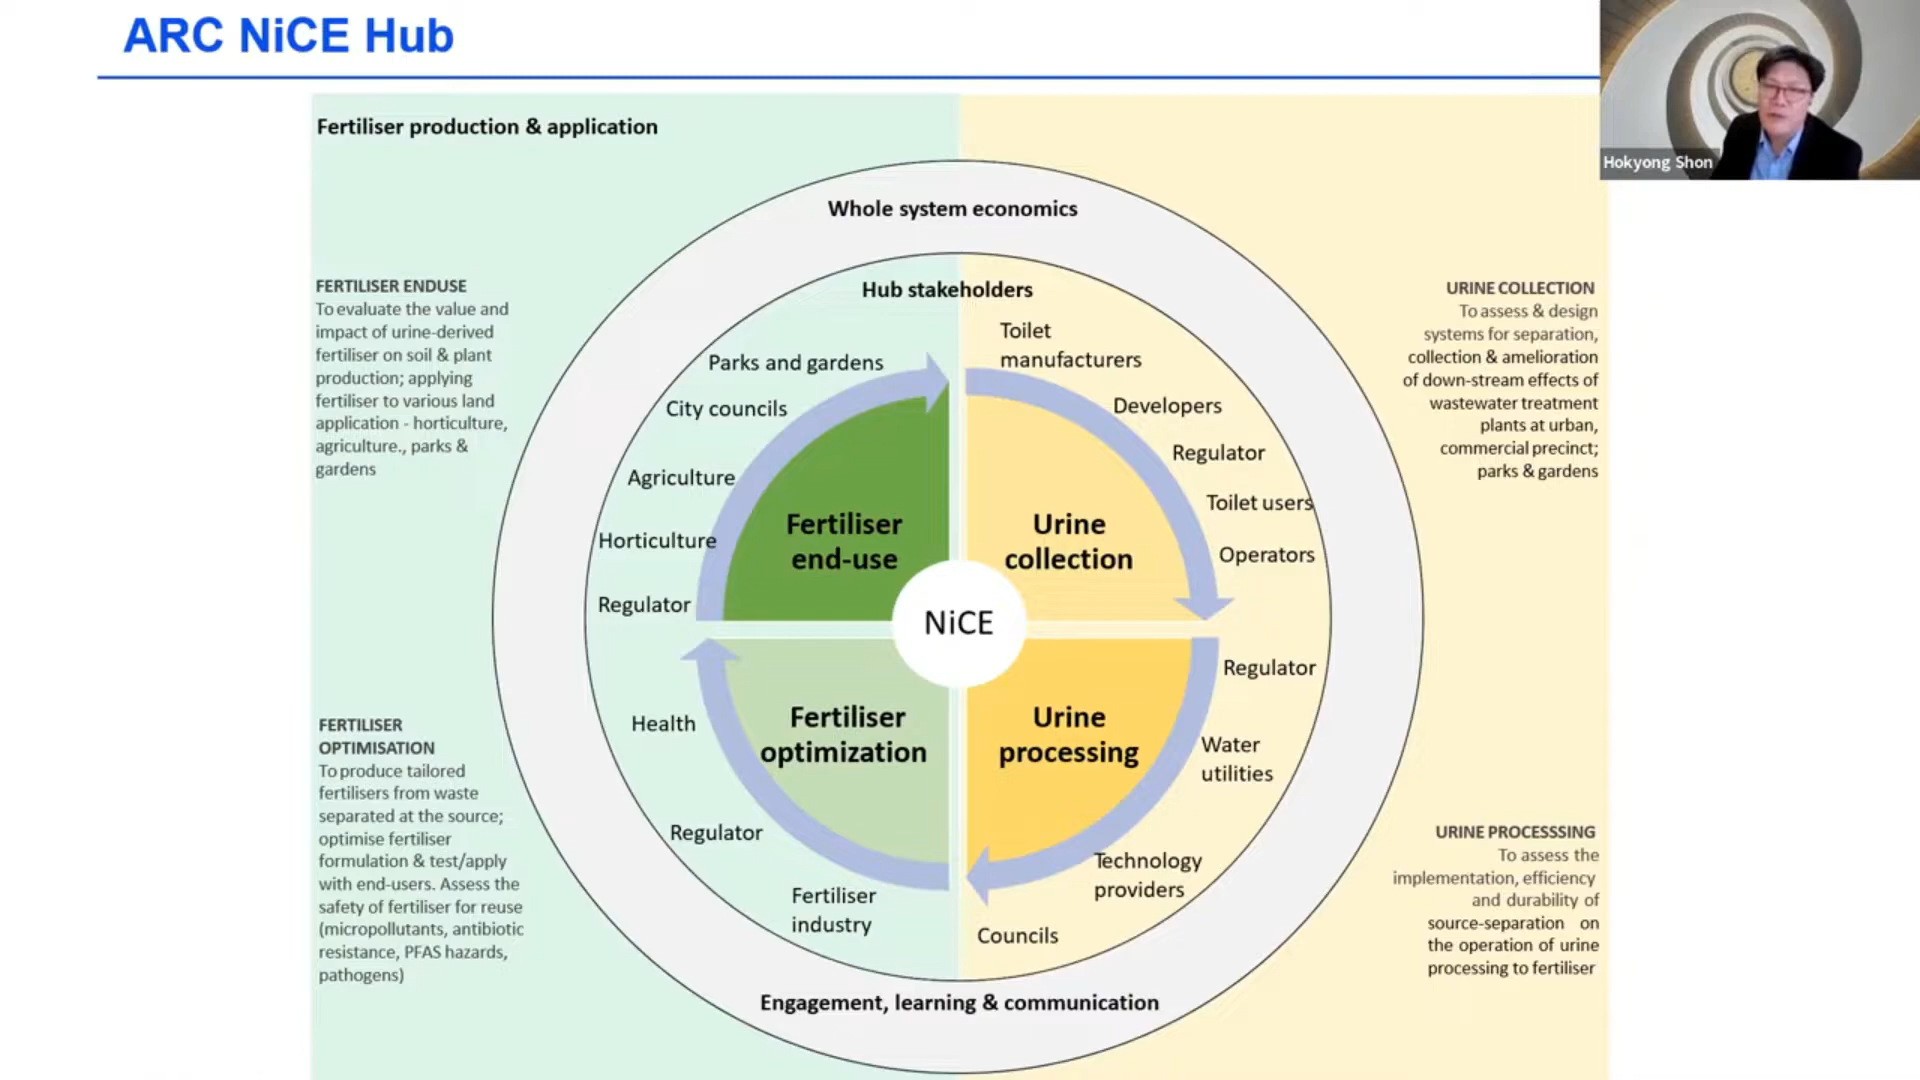 ARC NiCE Hub
Hokyong Shon
Fertiliser production & application
Whole system economics
Hub stakeholders
FERTILISER ENDUSE
To evaluate the value and
impact of urine-derived
fertiliser on soil & plant
production; applying
fertiliser to various land
application - horticulture,
agriculture., parks &
gardens
Parks and gardens
City councils
Agriculture
Horticulture
Regulator
Fertiliser
end-use
Toilet
manufacturers
Developers
Regulator
Toilet users
Operators
Urine
collection
URINE COLLECTION
To assess & design
systems for separation,
collection & amelioration
of down-stream effects of
wastewater treatment
plants at urban,
commercial precinct;
parks & gardens
NiCE
FERTILISER
OPTIMISATION
To produce tailored
fertilisers from waste
separated at the source;
optimise fertiliser
formulation & test/apply
with end-users. Assess the
safety of fertiliser for reuse
(micropollutants, antibiotic
resistance, PFAS hazards,
pathogens)
Health
Regulator
Fertiliser
industry
Fertiliser
optimization
Urine
processing
Regulator
Water
utilities
Technology
providers
Councils
URINE PROCESSSING
To assess the
implementation, efficiency
and durability of
source-separation on
the operation of urine
processing to fertiliser
Engagement, learning & communication